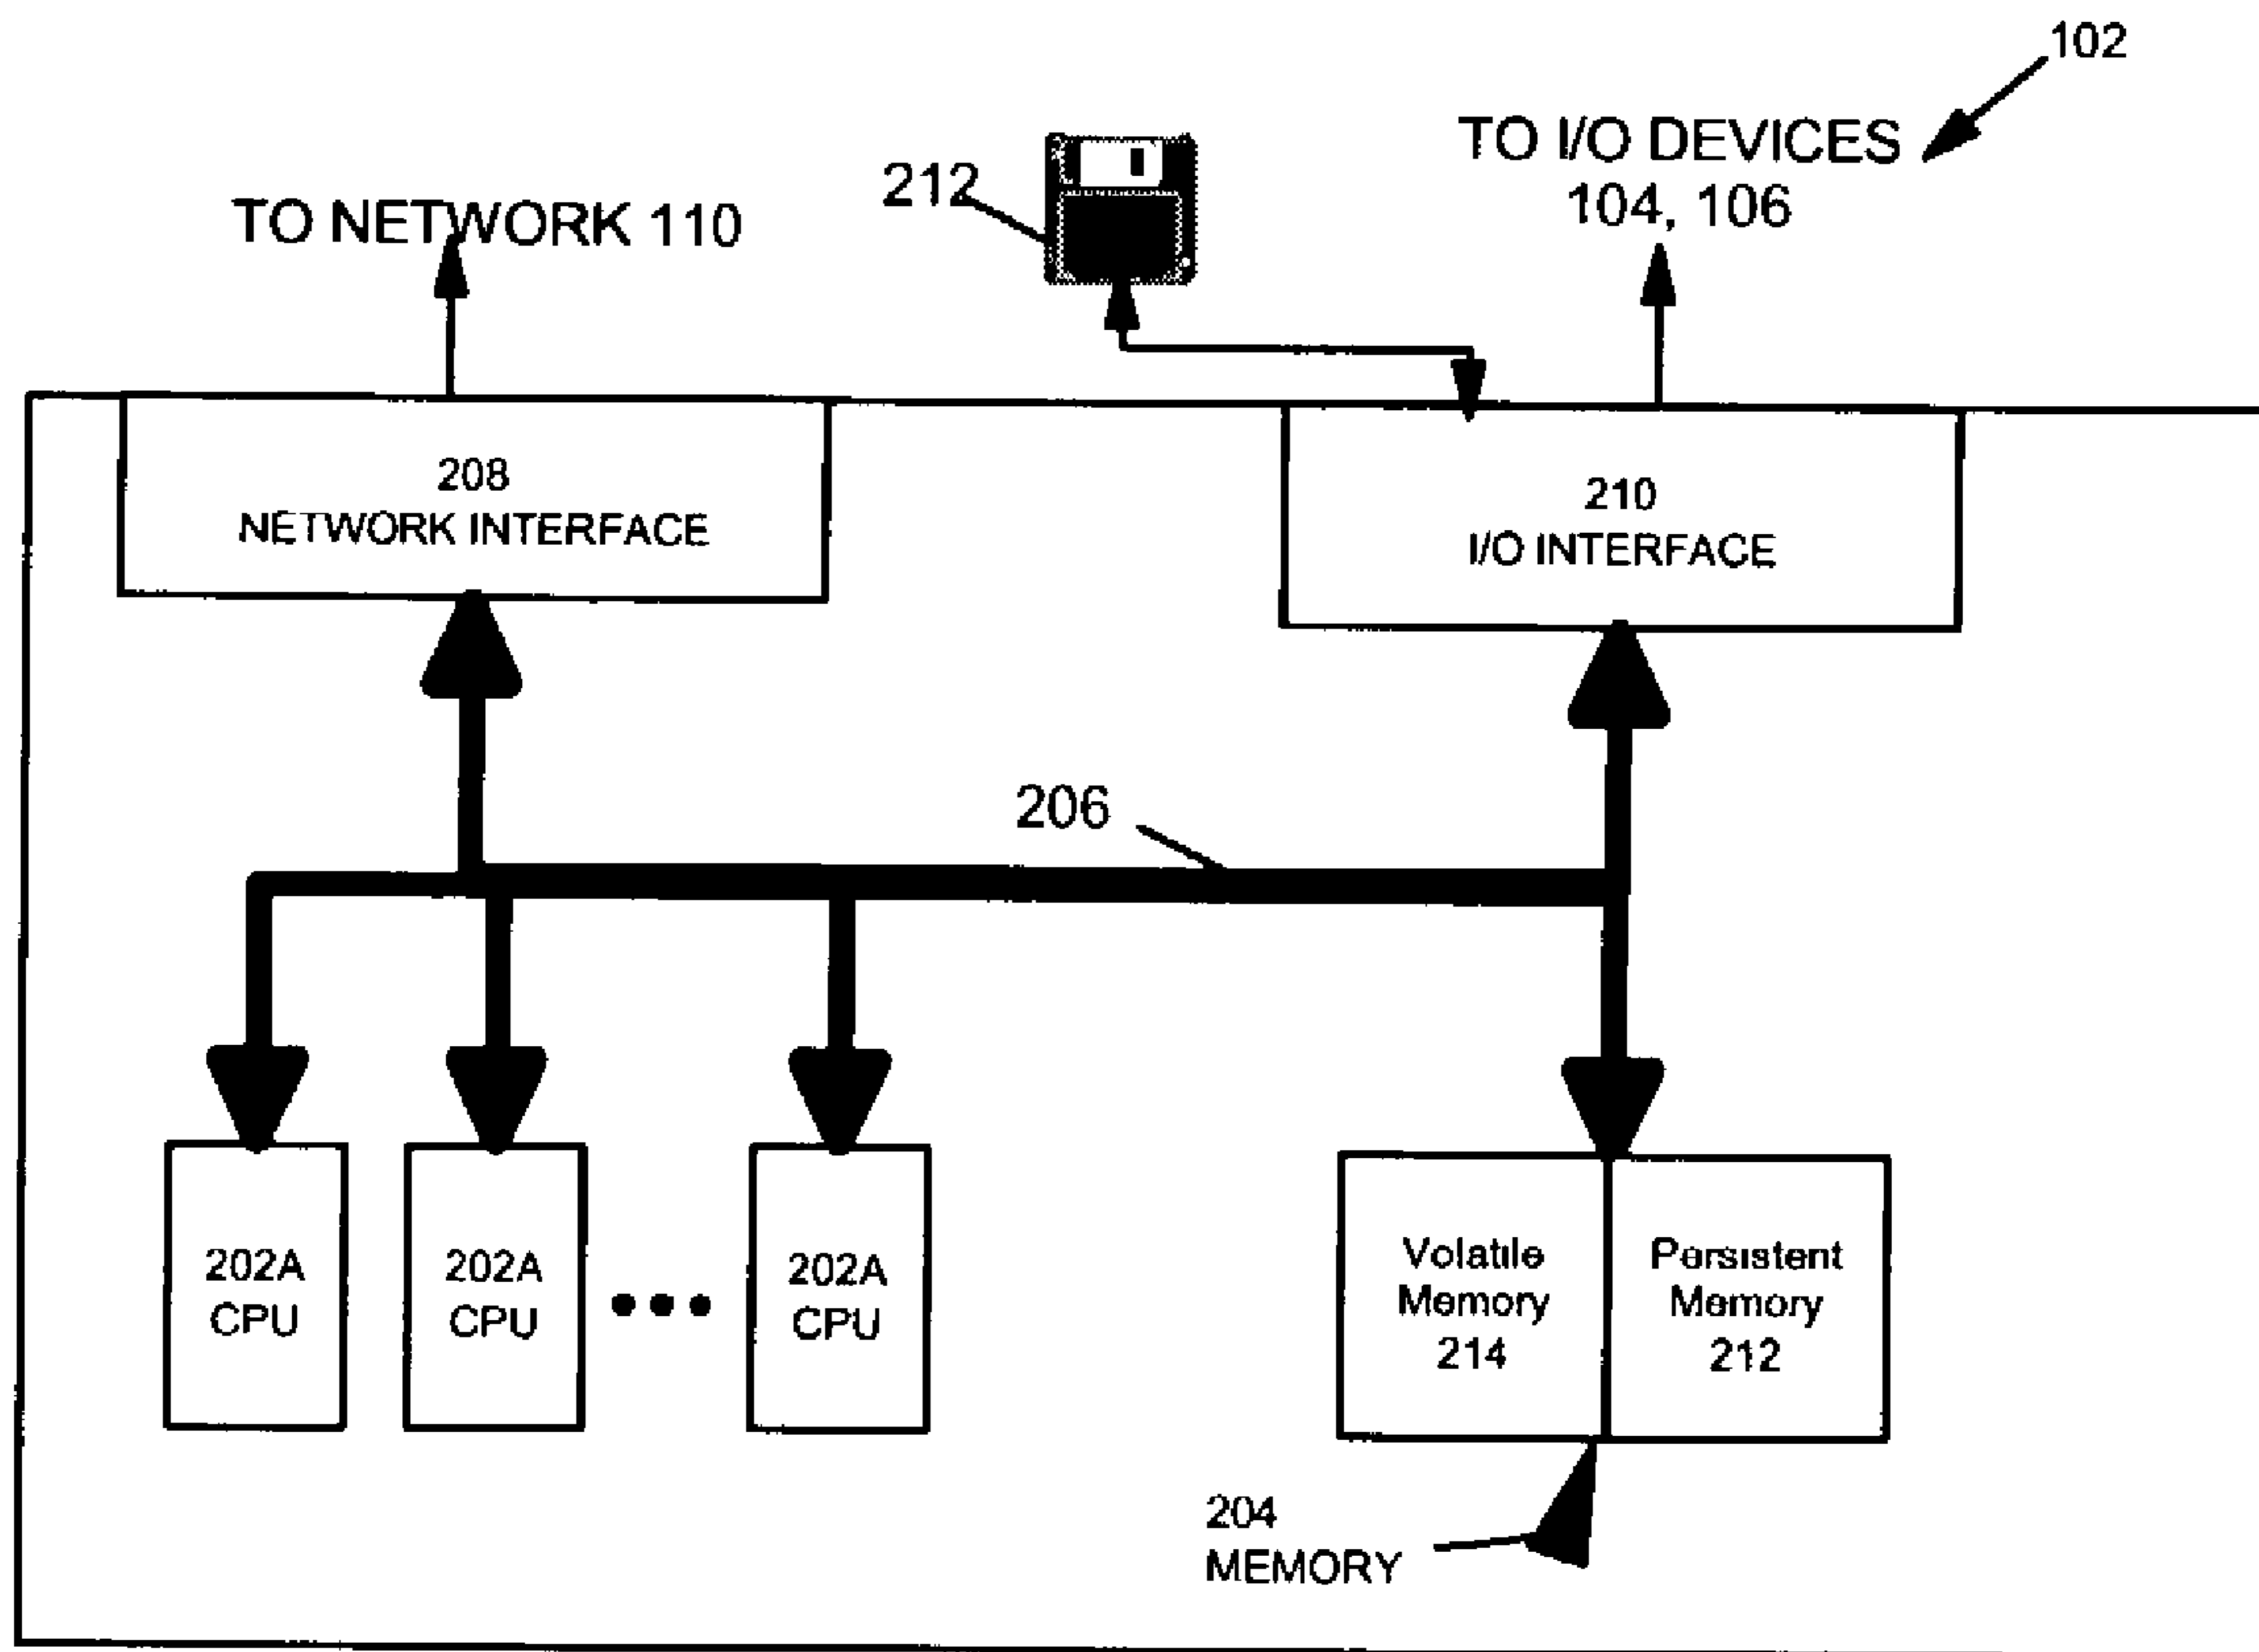 102
TO I/O DEVICES
104, 106
212
TO NETWORK 110
208
NETWORK INTERFACE
210
I/O INTERFACE
206
202A
CPU
202A
CPU
202A
CPU
Volatile
Memory
214
Persistent
Memory
212
204
MEMORY